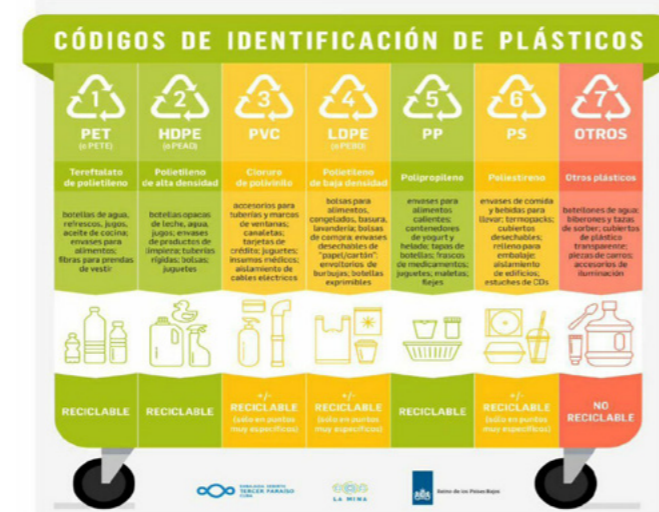 CÓDIGOS DE IDENTIFICACIÓN DE PLÁSTICOS
1
PET
(o PETE)
Tereftalato
de polietileno
botellas de agua,
refrescos, jugos,
aceite de cocina;
envases para
alimentos;
fibras para prendas
de vestir
RECICLABLE
2
HDPE
(o PEAD)
Polietileno
de alta densidad
botellas opacas
de leche, agua,
jugos; envases
de productos de
limpieza; tuberías
rígidas; bolsas;
juguetes
RECICLABLE
3
PVC
Cloruro
de polivinilo
accesorios para
tuberías y marcos
de ventanas;
canaletas;
tarjetas de
crédito; juguetes;
insumos médicos;
aislamiento de
cables eléctricos
+/-
RECICLABLE
(sólo en puntos
muy específicos)
4
LDPE
(o PEBD)
Polietileno
de baja densidad
bolsas para
alimentos,
congelados, basura,
lavandería; bolsas
de compra; envases
desechables de
"papel/cartón";
envoltorios de
burbujas; botellas
exprimibles
+/-
RECICLABLE
(sólo en puntos
muy específicos)
5
PP
Polipropileno
envases para
alimentos
calientes;
contenedores
de yogurt y
helado; tapas de
botellas; frascos
de medicamentos;
juguetes; maletas;
flejes
RECICLABLE
6
PS
Poliestireno
envases de comida
y bebidas para
llevar; termopacks;
cubiertos
desechables;
relleno para
embalaje;
aislamiento
de edificios;
estuches de CDs
+/-
RECICLABLE
(sólo en puntos
muy específicos)
7
OTROS
Otros plásticos
botellones de agua;
biberones y tazas
de sorber; cubiertos
de plástico
transparente;
piezas de carros;
accesorios de
iluminación
NO
RECICLABLE
TERCER PARAÍSO
CUBA
LA MINA
Reino de los Países Bajos